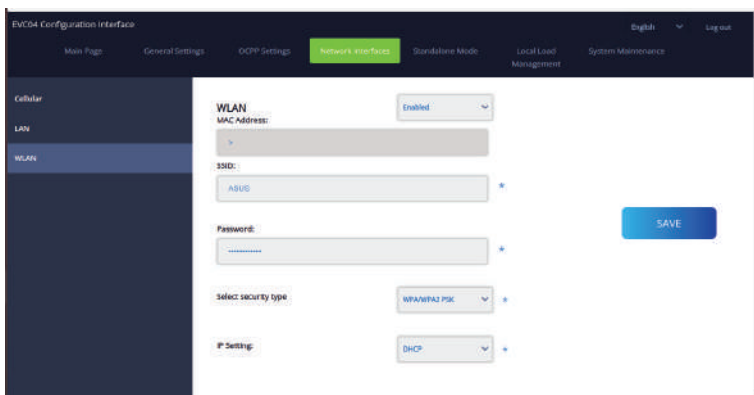 EVC04 Configuration Interface
English
Log out
Main Page
General Settings
OCPP Settings
Network Interfaces
Standalone Mode
Local Load
Management
System Maintenance
Cellular
LAN
WLAN
WLAN
Enabled
MAC Address:
>
SSID:
ASUS
*
SAVE
Password:
------------
*
Select security type
WPA/WPA2 PSK
*
IP Setting:
DHCP
*